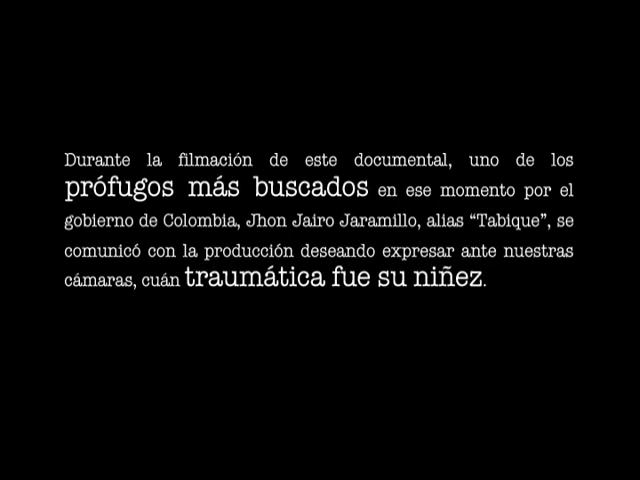 Durante la filmación de este documental, uno de los
prófugos más buscados en ese momento por el
gobierno de Colombia, Jhon Jairo Jaramillo, alias “Tabique”, se
comunicó con la producción deseando expresar ante nuestras
cámaras, cuán traumática fue su niñez.